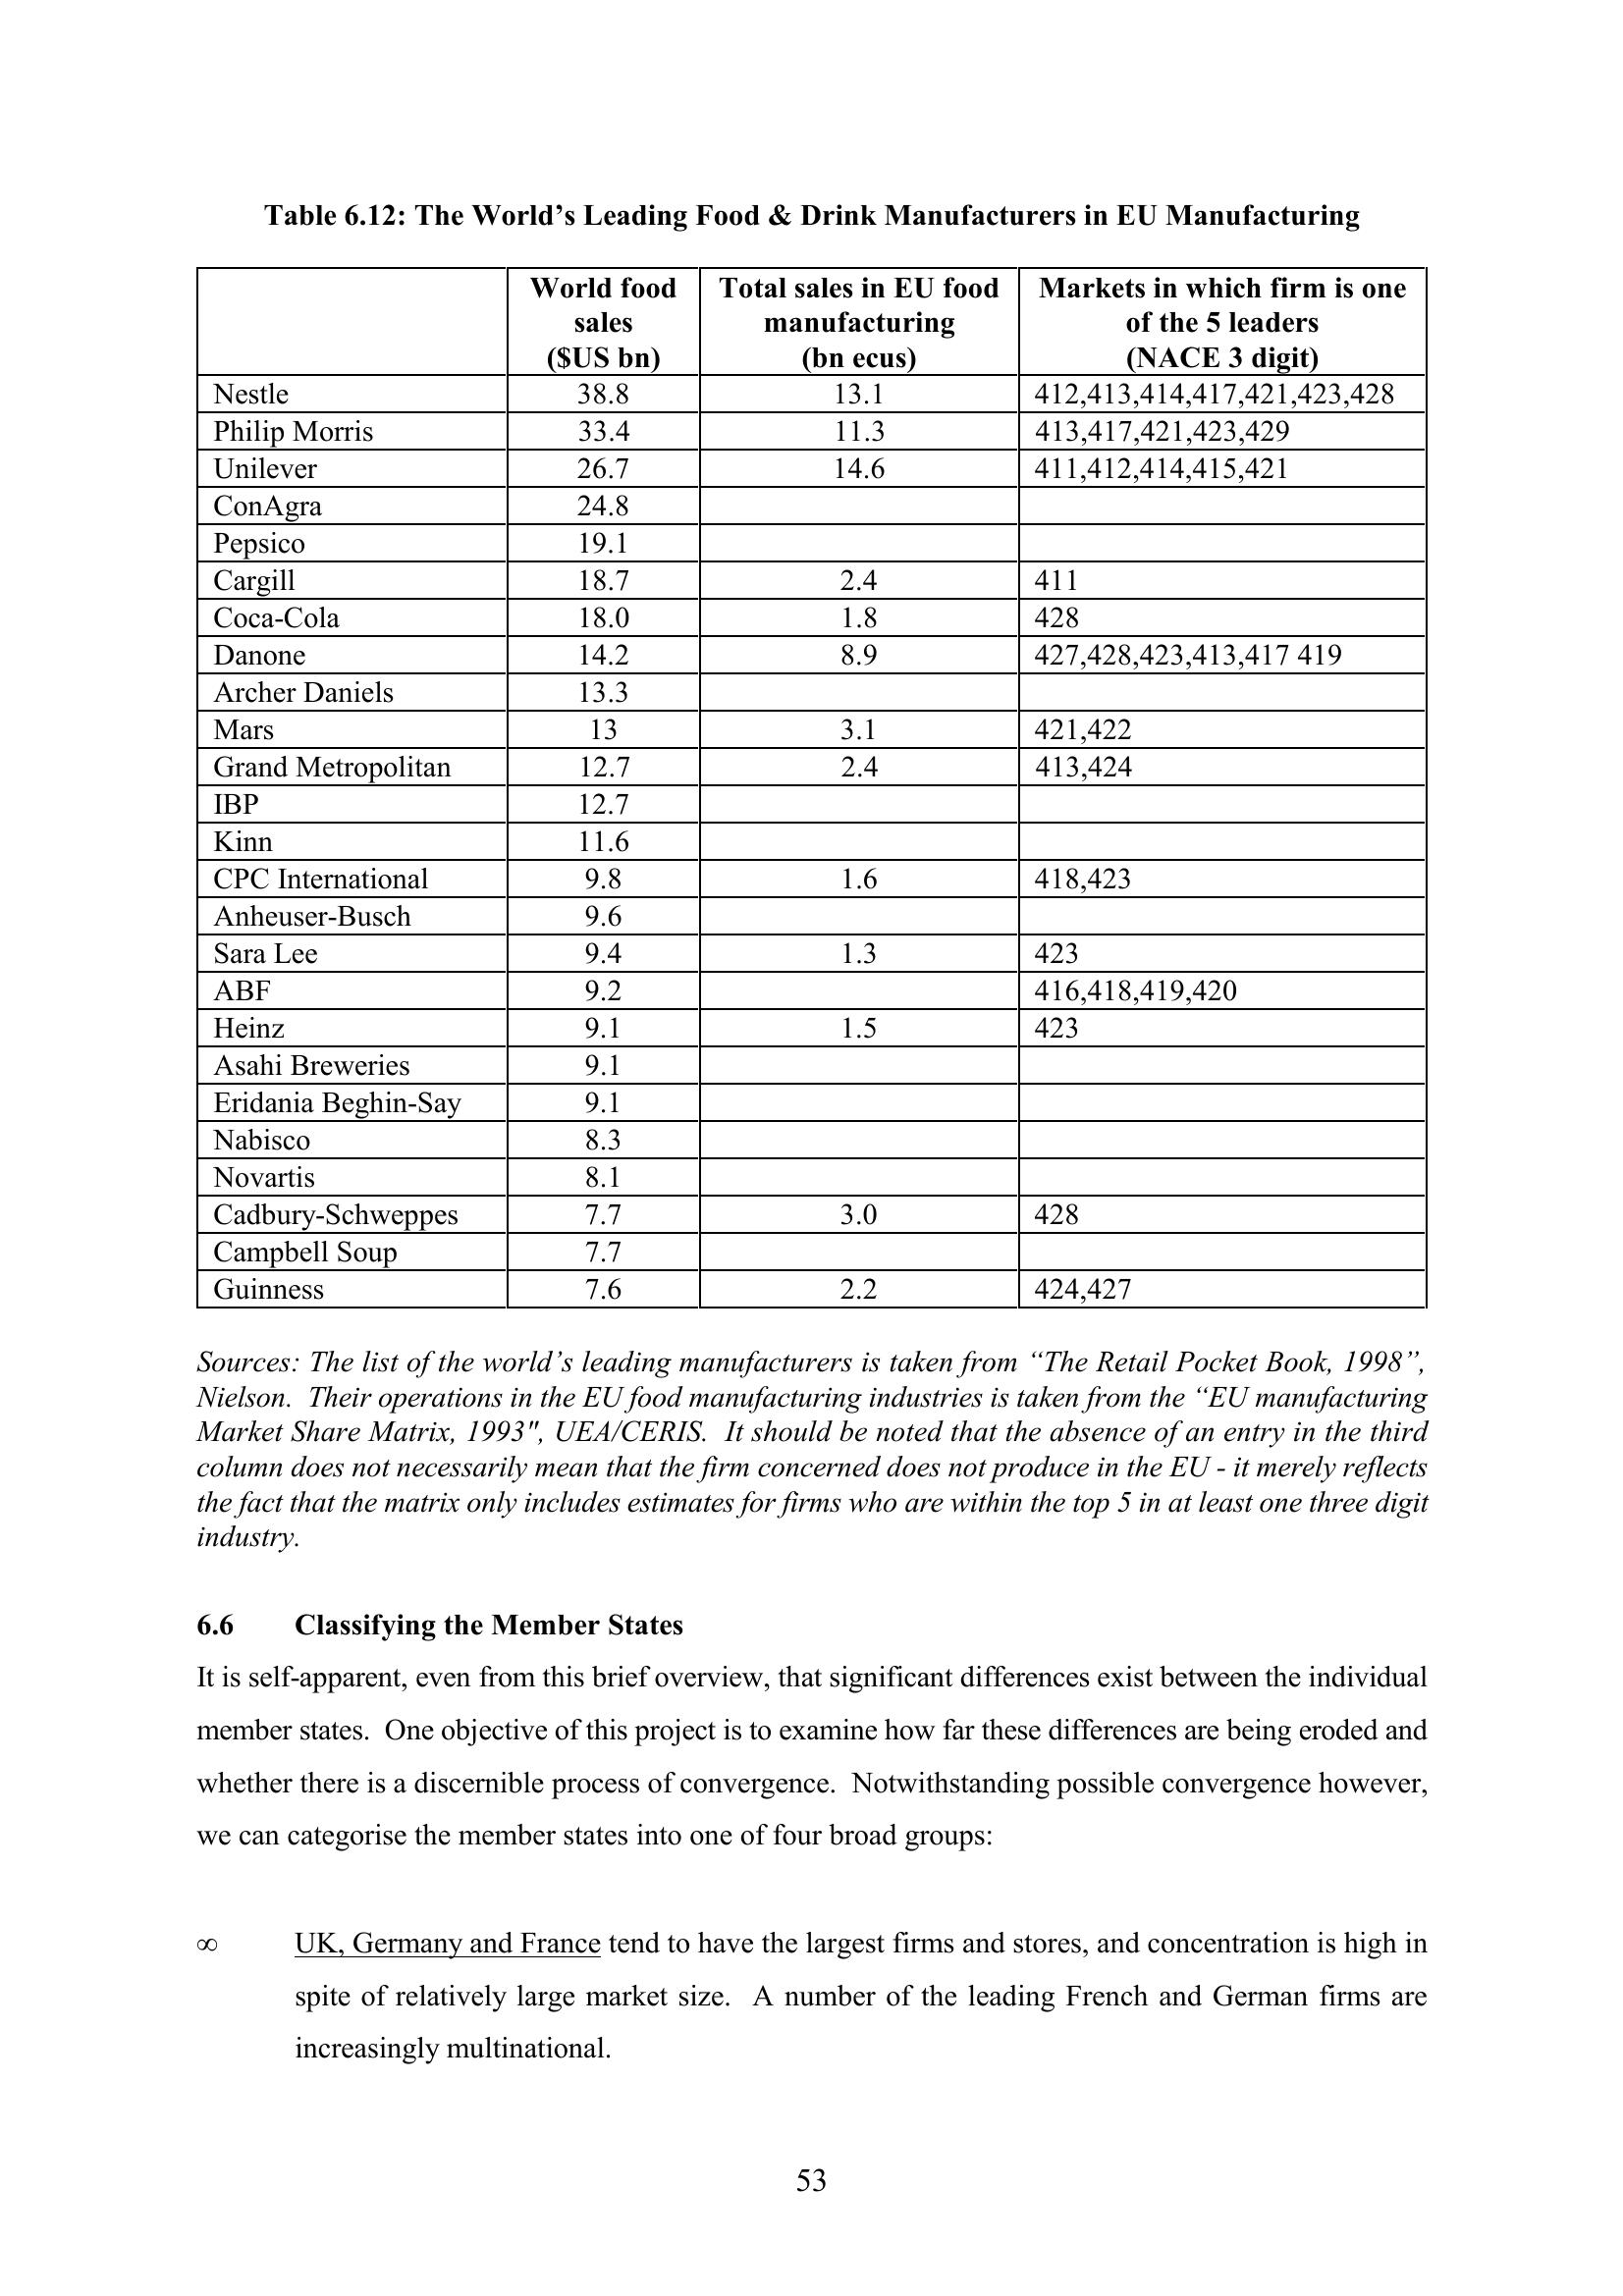 Table 6.12: The World’s Leading Food & Drink Manufacturers in EU Manufacturing
World food sales ($US bn) Total sales in EU food manufacturing (bn ecus) Markets in which firm is one of the 5 leaders (NACE 3 digit)
Nestle 38.8 13.1 412,413,414,417,421,423,428
Philip Morris 33.4 11.3 413,417,421,423,429
Unilever 26.7 14.6 411,412,414,415,421
ConAgra 24.8
Pepsico 19.1
Cargill 18.7 2.4 411
Coca-Cola 18.0 1.8 428
Danone 14.2 8.9 427,428,423,413,417 419
Archer Daniels 13.3
Mars 13 3.1 421,422
Grand Metropolitan 12.7 2.4 413,424
IBP 12.7
Kinn 11.6
CPC International 9.8 1.6 418,423
Anheuser-Busch 9.6
Sara Lee 9.4 1.3 423
ABF 9.2 416,418,419,420
Heinz 9.1 1.5 423
Asahi Breweries 9.1
Eridania Beghin-Say 9.1
Nabisco 8.3
Novartis 8.1
Cadbury-Schweppes 7.7 3.0 428
Campbell Soup 7.7
Guinness 7.6 2.2 424,427
Sources: The list of the world’s leading manufacturers is taken from “The Retail Pocket Book, 1998”,
Nielson. Their operations in the EU food manufacturing industries is taken from the “EU manufacturing
Market Share Matrix, 1993", UEA/CERIS. It should be noted that the absence of an entry in the third
column does not necessarily mean that the firm concerned does not produce in the EU - it merely reflects
the fact that the matrix only includes estimates for firms who are within the top 5 in at least one three digit
industry.
6.6 Classifying the Member States
It is self-apparent, even from this brief overview, that significant differences exist between the individual
member states. One objective of this project is to examine how far these differences are being eroded and
whether there is a discernible process of convergence. Notwithstanding possible convergence however,
we can categorise the member states into one of four broad groups:
∞ UK, Germany and France tend to have the largest firms and stores, and concentration is high in
spite of relatively large market size. A number of the leading French and German firms are
increasingly multinational.
53